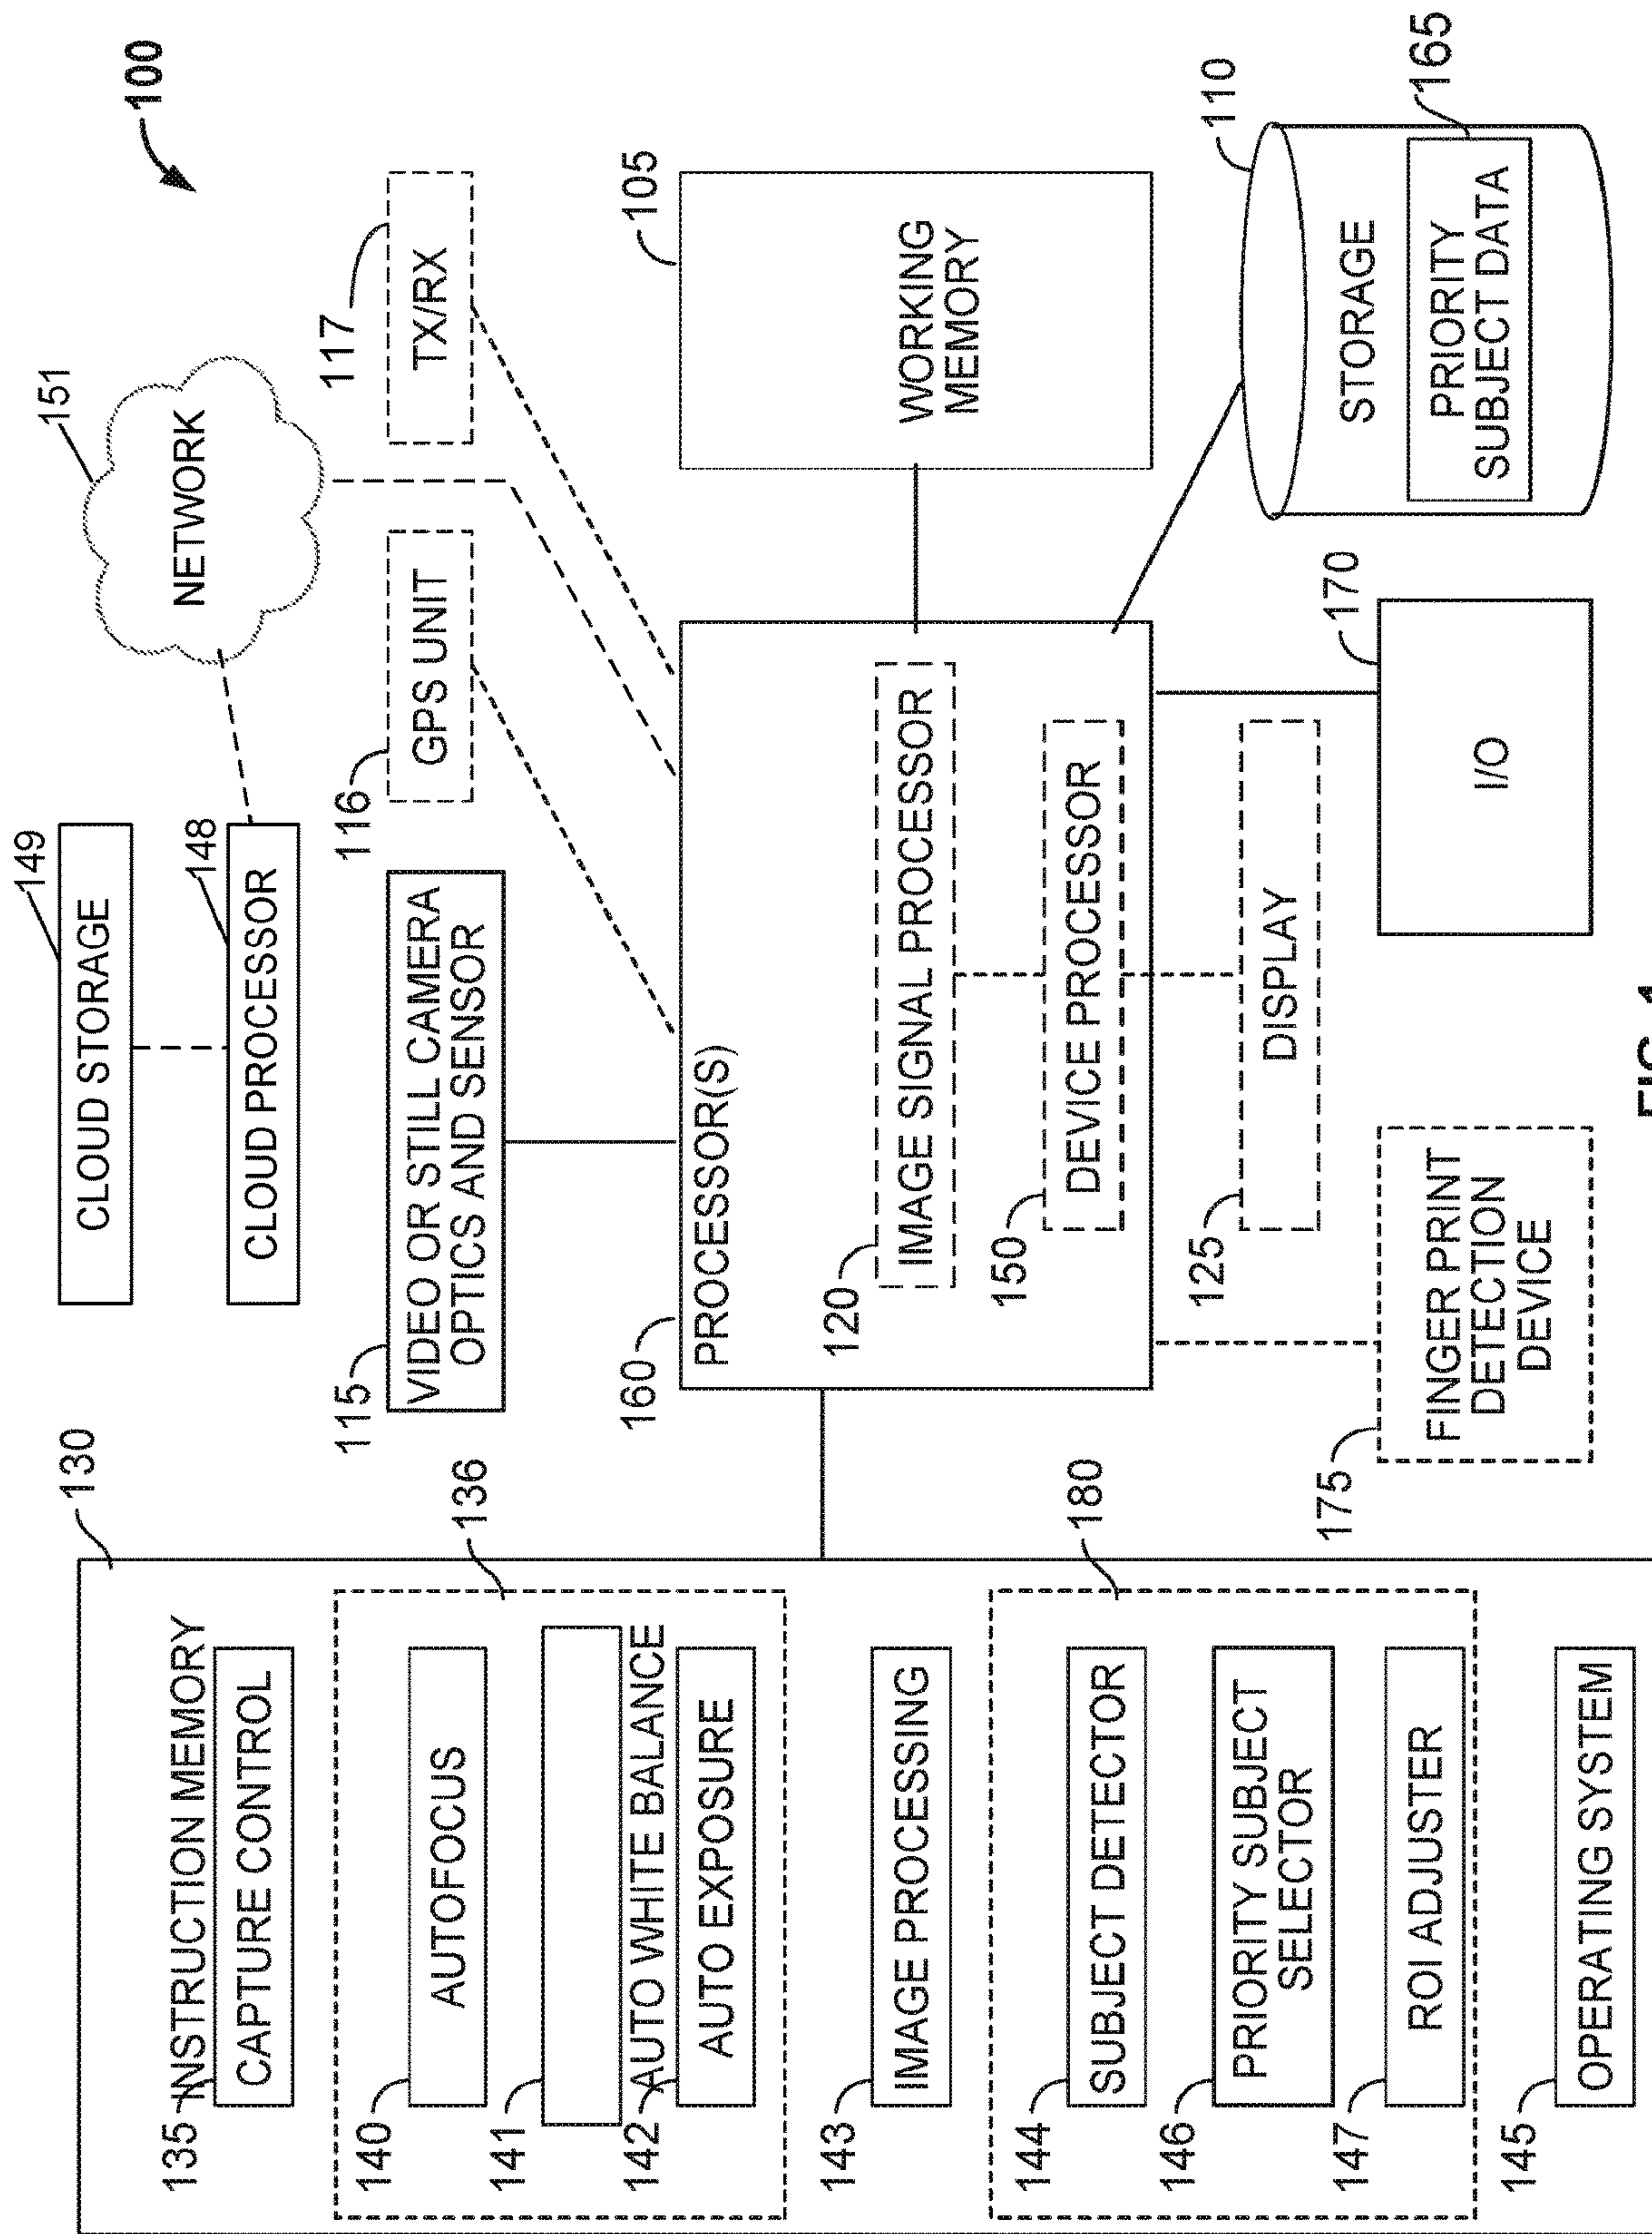 100
149
CLOUD STORAGE
148
CLOUD PROCESSOR
151
NETWORK
130
INSTRUCTION MEMORY
135
CAPTURE CONTROL
136
140
AUTOFOCUS
141
AUTO WHITE BALANCE
142
AUTO EXPOSURE
143
IMAGE PROCESSING
180
144
SUBJECT DETECTOR
146
PRIORITY SUBJECT
SELECTOR
147
ROI ADJUSTER
145
OPERATING SYSTEM
115
VIDEO OR STILL CAMERA
OPTICS AND SENSOR
116
GPS UNIT
117
TX/RX
160
PROCESSOR(S)
120
IMAGE SIGNAL PROCESSOR
150
DEVICE PROCESSOR
125
DISPLAY
105
WORKING
MEMORY
110
STORAGE
165
PRIORITY
SUBJECT DATA
175
FINGER PRINT
DETECTION
DEVICE
170
I/O
FIG. 1